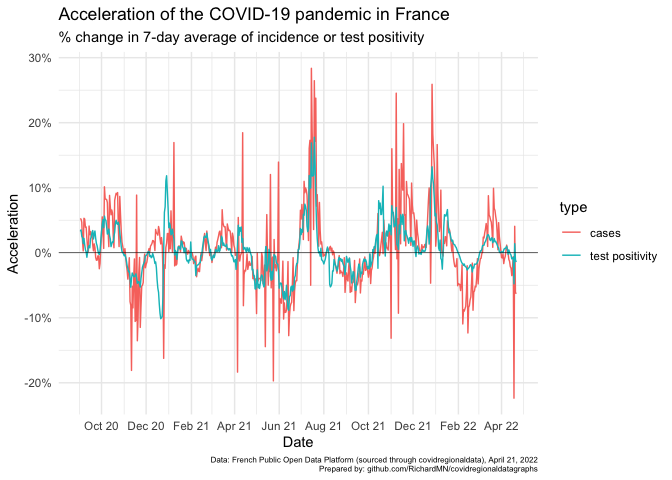 Acceleration of the COVID-19 pandemic in France
% change in 7-day average of incidence or test positivity
30%
20%
10%
0%
-10%
-20%
Acceleration
Oct 20 Dec 20 Feb 21 Apr 21 Jun 21 Aug 21 Oct 21 Dec 21 Feb 22 Apr 22
Date
type
cases
test positivity
Data: French Public Open Data Platform (sourced through covidregionaldata), April 21, 2022
Prepared by: github.com/RichardMN/covidregionaldatagraphs